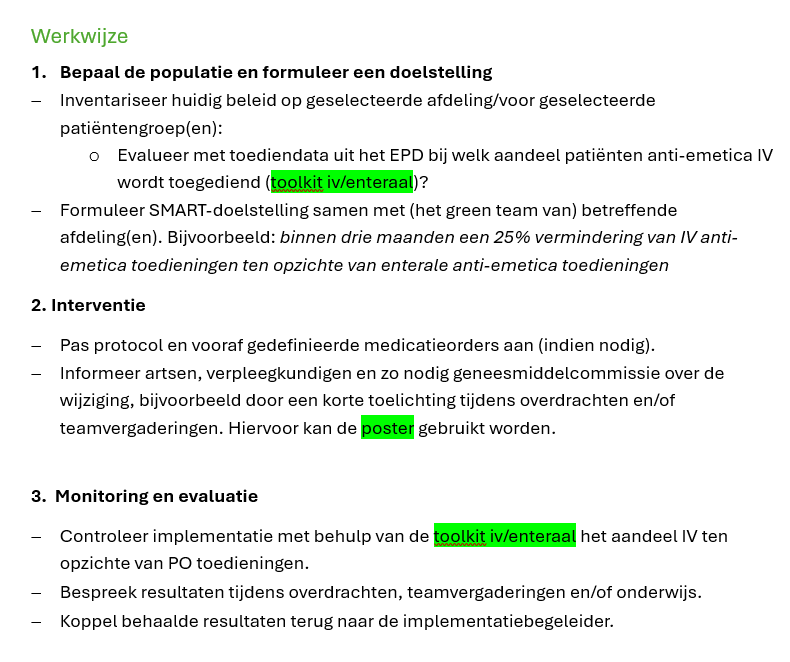 Werkwijze
1. Bepaal de populatie en formuleer een doelstelling
– Inventariseer huidig beleid op geselecteerde afdeling/voor geselecteerde
patiëntengroep(en):
o Evalueer met toediendata uit het EPD bij welk aandeel patiënten anti-emetica IV
wordt toegediend (toolkit iv/enteraal)?
– Formuleer SMART-doelstelling samen met (het green team van) betreffende
afdeling(en). Bijvoorbeeld: binnen drie maanden een 25% vermindering van IV anti-
emetica toedieningen ten opzichte van enterale anti-emetica toedieningen
2. Interventie
– Pas protocol en vooraf gedefinieerde medicatieorders aan (indien nodig).
– Informeer artsen, verpleegkundigen en zo nodig geneesmiddelcommissie over de
wijziging, bijvoorbeeld door een korte toelichting tijdens overdrachten en/of
teamvergaderingen. Hiervoor kan de poster gebruikt worden.
3. Monitoring en evaluatie
– Controleer implementatie met behulp van de toolkit iv/enteraal het aandeel IV ten
opzichte van PO toedieningen.
– Bespreek resultaten tijdens overdrachten, teamvergaderingen en/of onderwijs.
– Koppel behaalde resultaten terug naar de implementatiebegeleider.